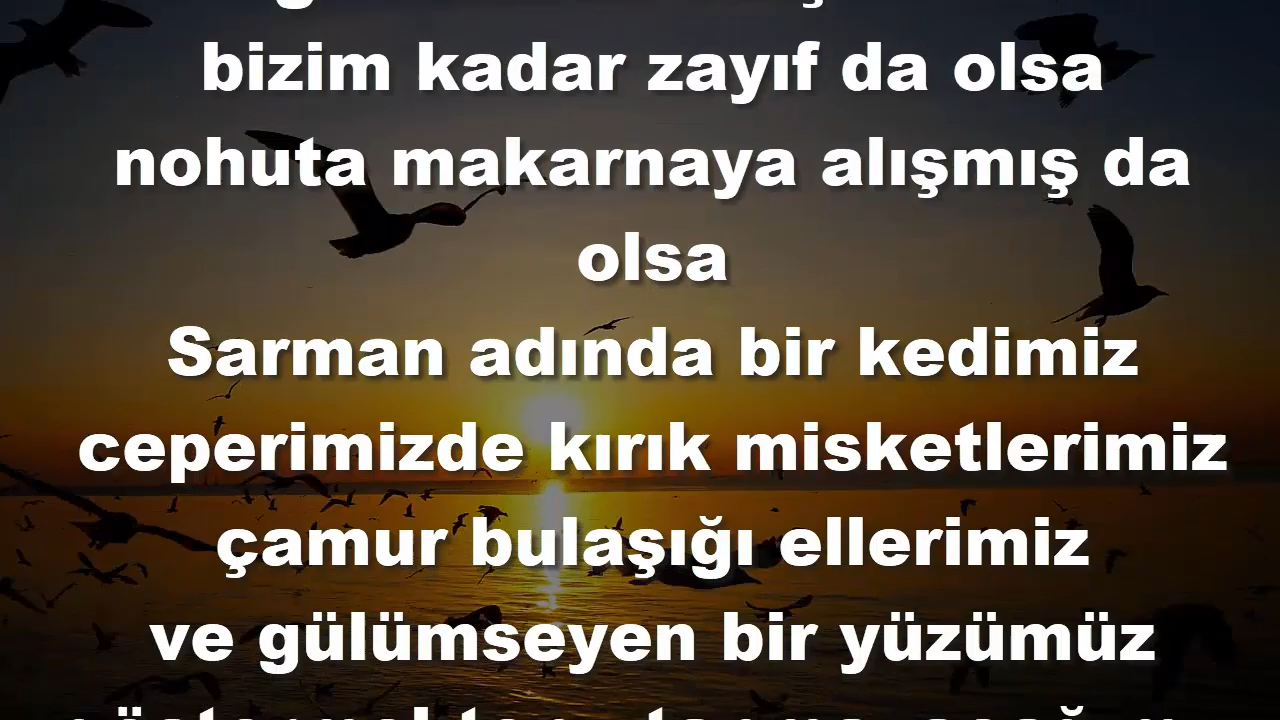 bizim kadar zayıf da olsa
nohuta makarnaya alışmış da
olsa
Sarman adında bir kedimiz
ceperimizde kırık misketlerimiz
çamur bulaşığı ellerimiz
ve gülümseyen bir yüzümüz